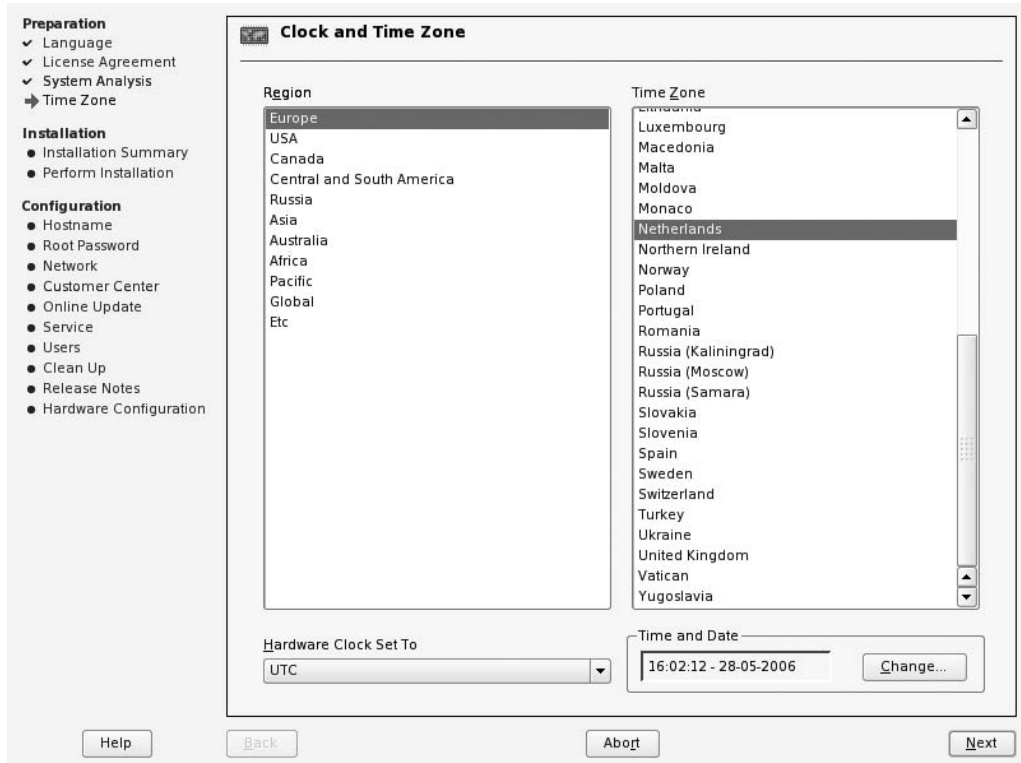 Preparation
Language
License Agreement
System Analysis
Time Zone
Installation
Installation Summary
Perform Installation
Configuration
Hostname
Root Password
Network
Customer Center
Online Update
Service
Users
Clean Up
Release Notes
Hardware Configuration
Clock and Time Zone
Region
Europe
USA
Canada
Central and South America
Russia
Asia
Australia
Africa
Pacific
Global
Etc
Time Zone
Lithuania
Luxembourg
Macedonia
Malta
Moldova
Monaco
Netherlands
Northern Ireland
Norway
Poland
Portugal
Romania
Russia (Kaliningrad)
Russia (Moscow)
Russia (Samara)
Slovakia
Slovenia
Spain
Sweden
Switzerland
Turkey
Ukraine
United Kingdom
Vatican
Yugoslavia
Hardware Clock Set To
UTC
Time and Date
16:02:12 - 28-05-2006
Change...
Help
Back
Abort
Next